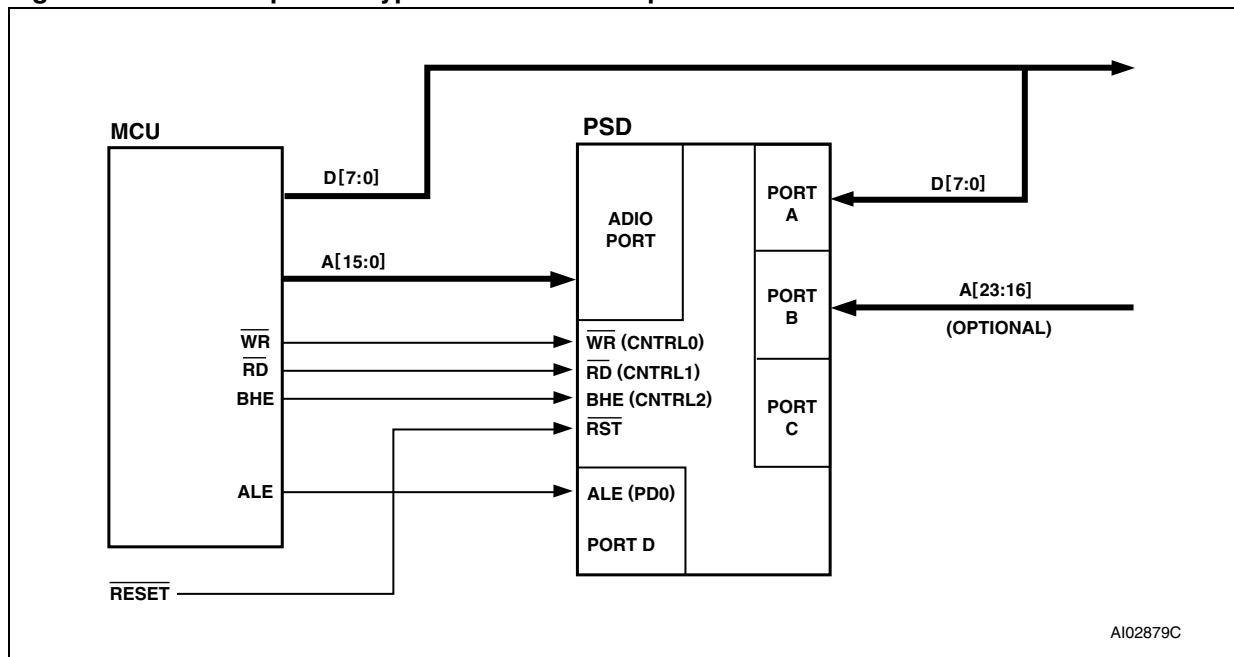 MCU
PSD
D[7:0]
D[7:0]
ADIO
PORT
PORT
A
A[15:0]
A[23:16]
(OPTIONAL)
PORT
B
WR
WR (CNTRL0)
RD
RD (CNTRL1)
BHE
BHE (CNTRL2)
RST
PORT
C
ALE
ALE (PD0)
PORT D
RESET
AI02879C